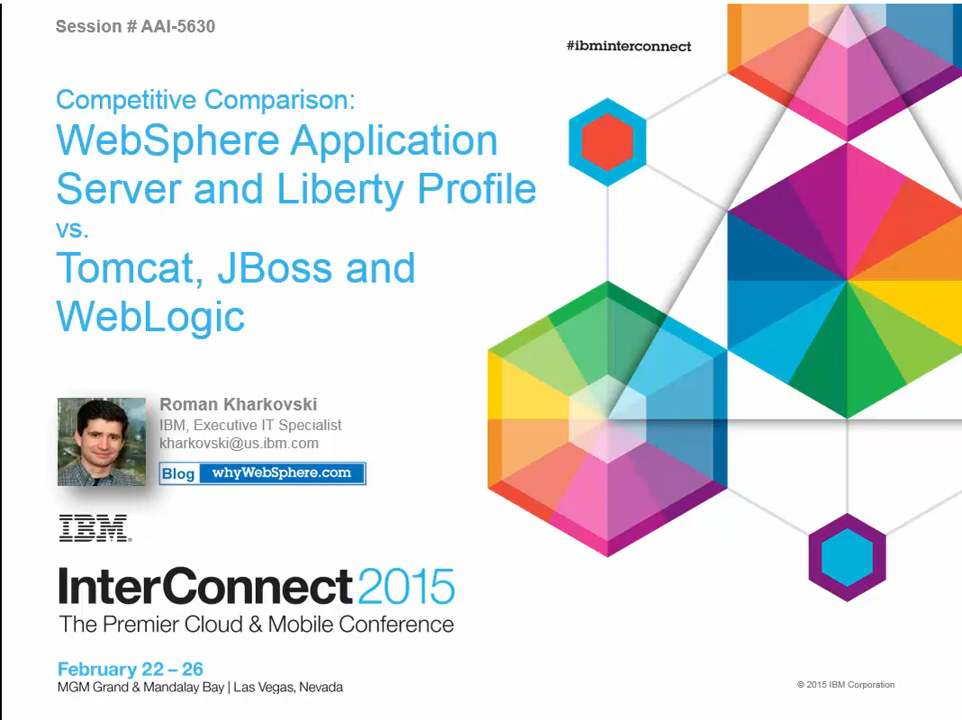 Session # AAI-5630
#ibminterconnect
Competitive Comparison:
WebSphere Application
Server and Liberty Profile
vs.
Tomcat, JBoss and
WebLogic
Roman Kharkovski
IBM, Executive IT Specialist
kharkovski@us.ibm.com
Blog whyWebSphere.com
IBM®
InterConnect 2015
The Premier Cloud & Mobile Conference
February 22 – 26
MGM Grand & Mandalay Bay | Las Vegas, Nevada
© 2015 IBM Corporation